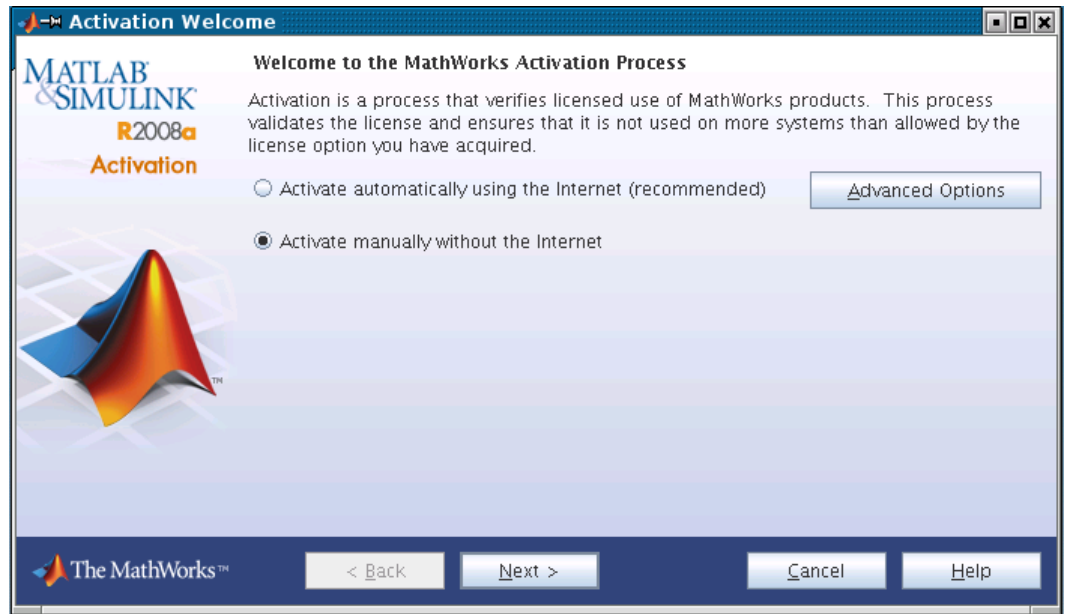 Activation Welcome
MATLAB
&SIMULINK
R2008a
Activation
Welcome to the MathWorks Activation Process
Activation is a process that verifies licensed use of MathWorks products. This process
validates the license and ensures that it is not used on more systems than allowed by the
license option you have acquired.
Activate automatically using the Internet (recommended)
Advanced Options
Activate manually without the Internet
TM
The MathWorks™
< Back
Next >
Cancel
Help